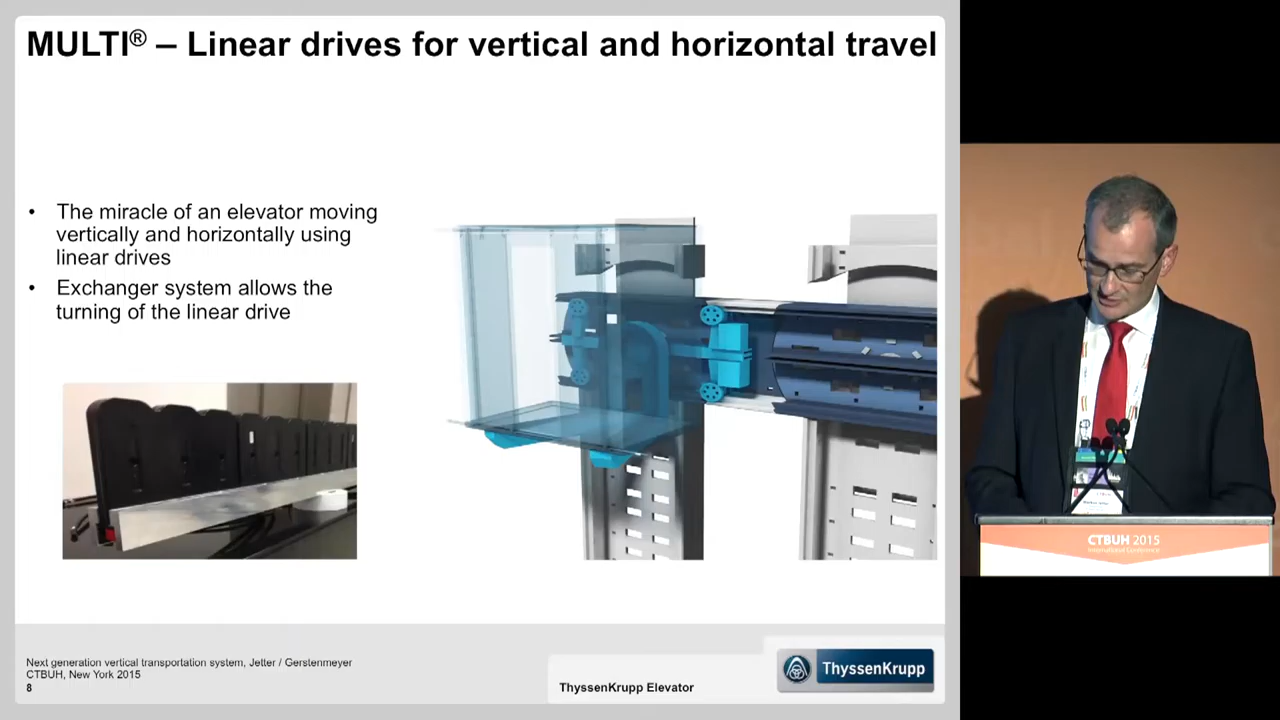 MULTI® – Linear drives for vertical and horizontal travel
• The miracle of an elevator moving
vertically and horizontally using
linear drives
• Exchanger system allows the
turning of the linear drive
Next generation vertical transportation system, Jetter / Gerstenmeyer
CTBUH, New York 2015
8
ThyssenKrupp Elevator
ThyssenKrupp
CTBUH 2015
International Conference